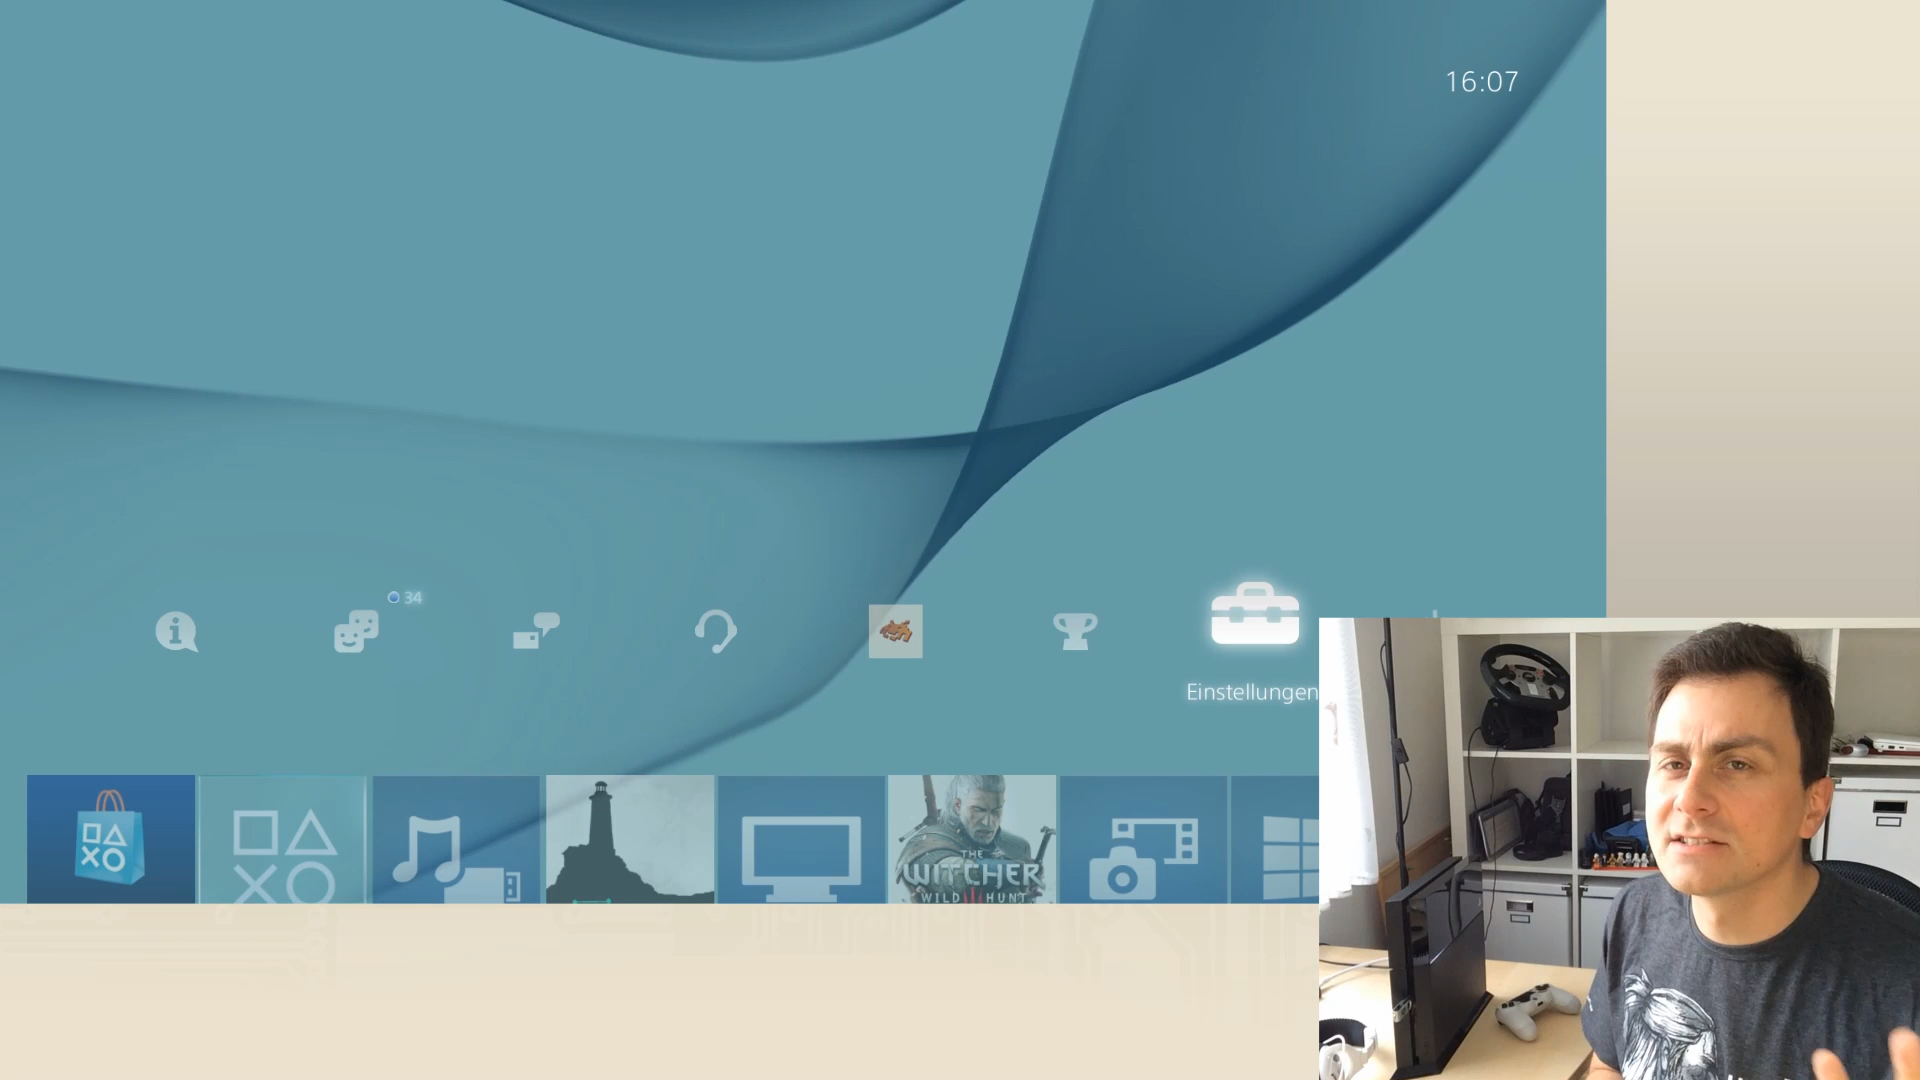 16:07
34
Einstellungen
THE
WITCHER
WILD HUNT